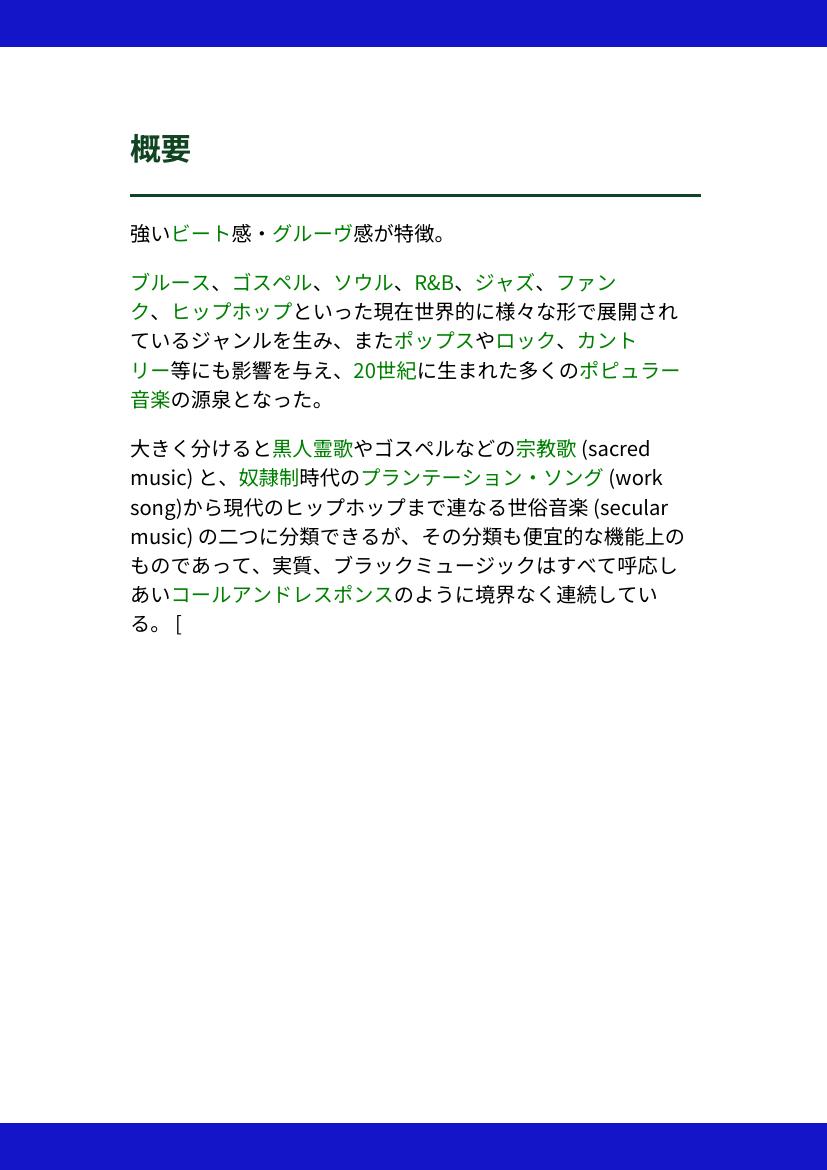 概要
強いビート感・グルーヴ感が特徴。
ブルース、ゴスペル、ソウル、R&B、ジャズ、ファン
ク、ヒップホップといった現在世界的に様々な形で展開され
ているジャンルを生み、またポップスやロック、カント
リー等にも影響を与え、20世紀に生まれた多くのポピュラー
音楽の源泉となった。
大きく分けると黒人霊歌やゴスペルなどの宗教歌 (sacred
music) と、奴隷制時代のプランテーション・ソング (work
song)から現代のヒップホップまで連なる世俗音楽 (secular
music) の二つに分類できるが、その分類も便宜的な機能上の
ものであって、実質、ブラックミュージックはすべて呼応し
あいコールアンドレスポンスのように境界なく連続してい
る。 [